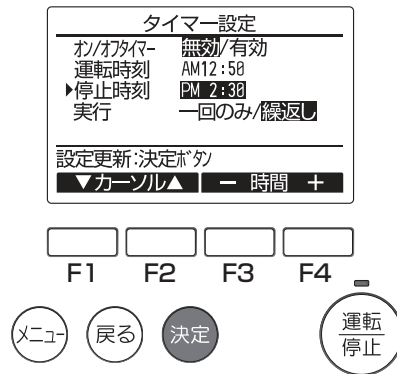 タイマー設定
オン/オフタイマー 無効/有効
運転時刻 AM12:50
▶停止時刻 PM 2:30
実行 一回のみ/繰返し
設定更新:決定ボタン
▼カーソル▲ − 時間 +
F1 F2 F3 F4
メニュー 戻る 決定 運転
停止